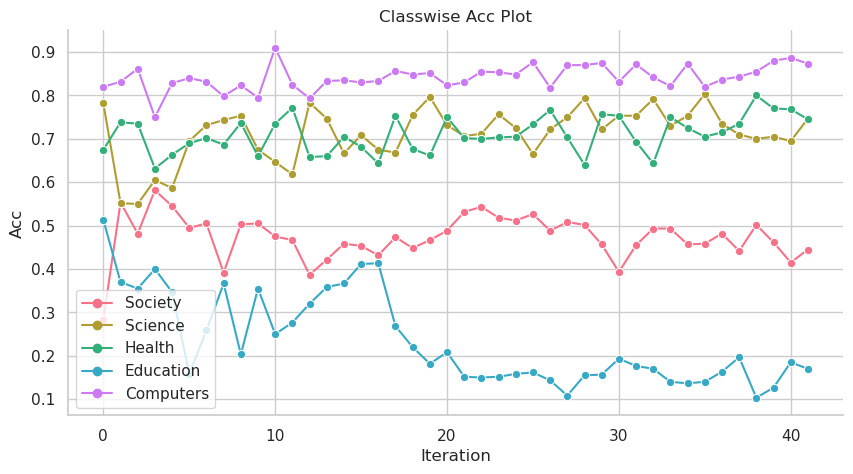 Classwise Acc Plot
Acc
0.9
0.8
0.7
0.6
0.5
0.4
0.3
0.2
0.1
Society
Science
Health
Education
Computers
0 10 20 30 40
Iteration